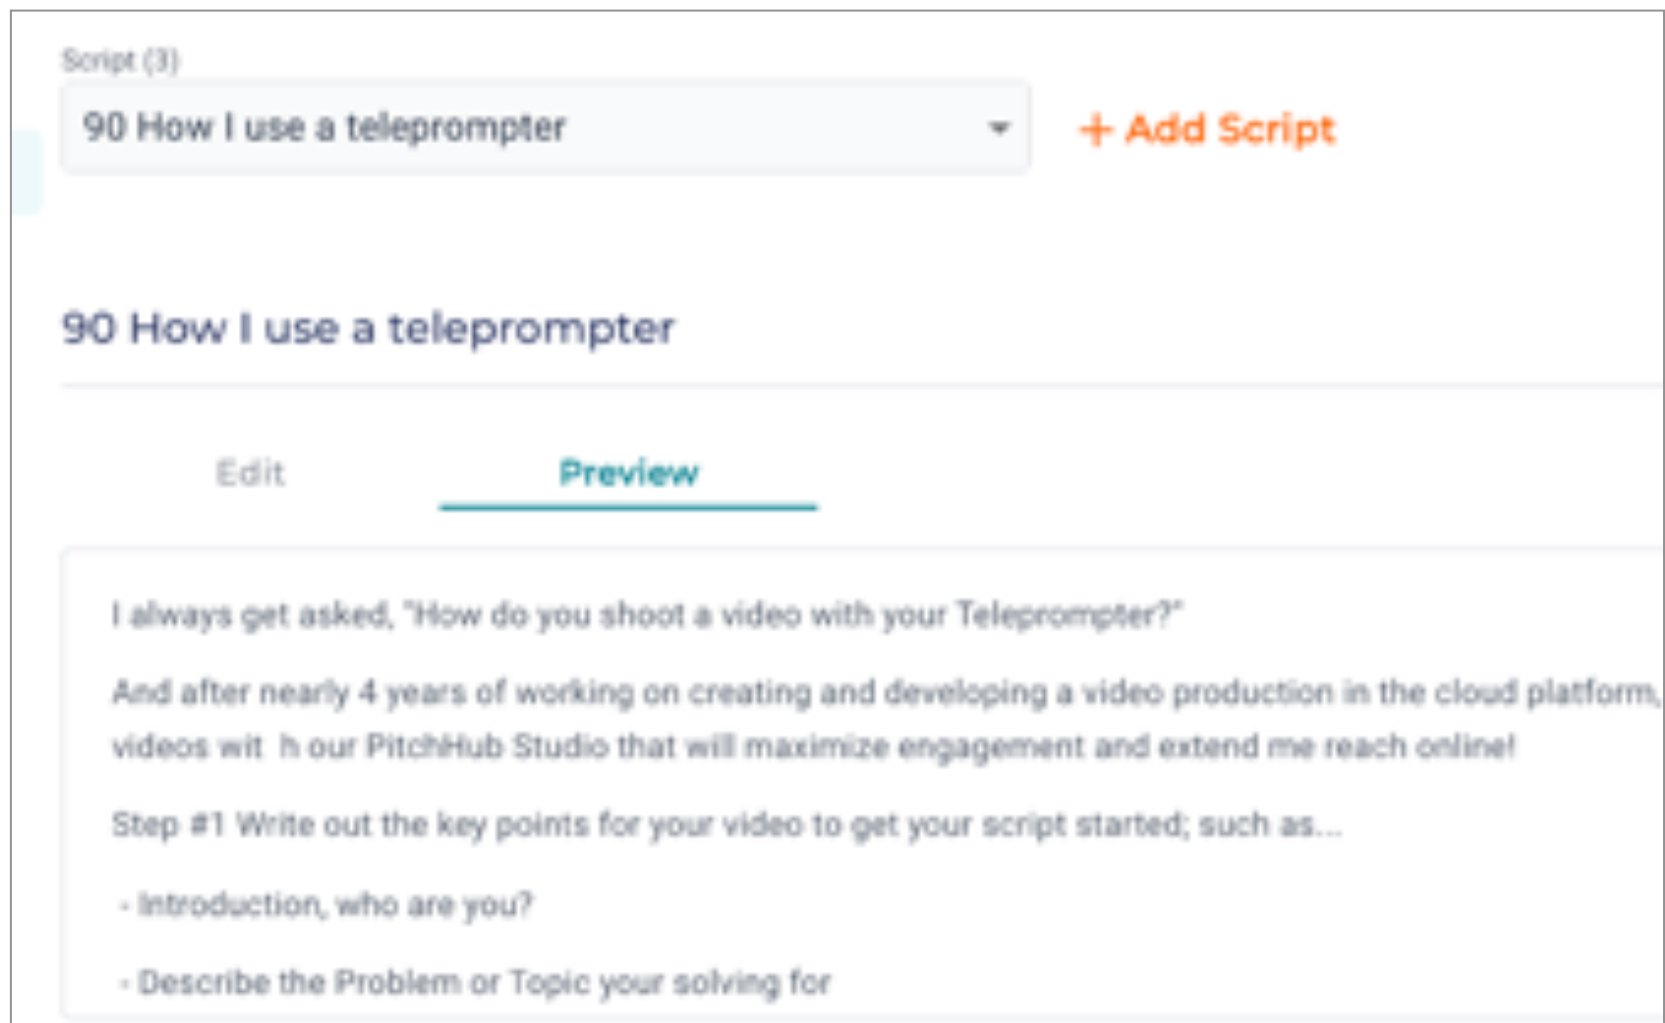 Script (3)
90 How I use a teleprompter
+ Add Script
90 How I use a teleprompter
Edit
Preview
I always get asked, "How do you shoot a video with your Teleprompter?"
And after nearly 4 years of working on creating and developing a video production in the cloud platform,
videos wit  h our PitchHub Studio that will maximize engagement and extend me reach online!
Step #1 Write out the key points for your video to get your script started; such as...
- Introduction, who are you?
- Describe the Problem or Topic your solving for